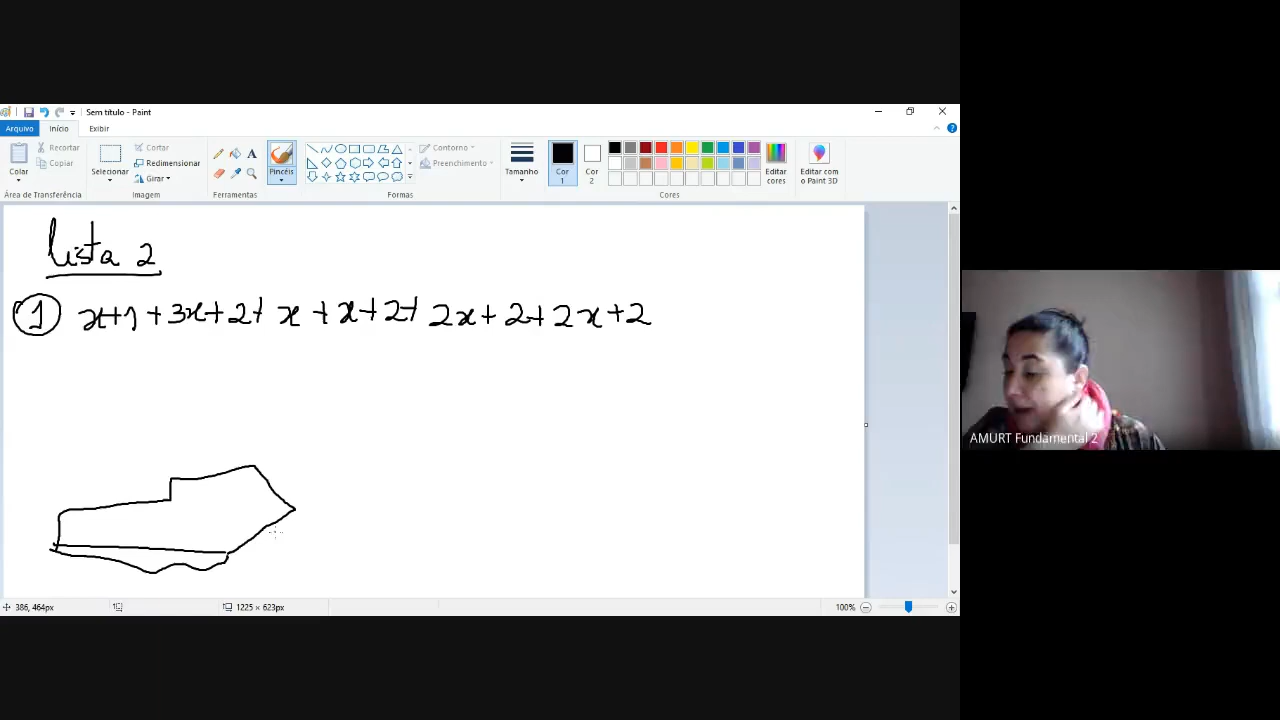 Sem título - Paint
Arquivo Início Exibir
Colar
Recortar
Copiar
Área de Transferência
Selecionar
Redimensionar
Girar
Imagem
A
Ferramentas
Pincéis
Contorno
Preenchimento
Formas
Tamanho
Cor 1
Cor 2
Editar cores
Cores
Editar com o Paint 3D
Lista 2
1 x+1 +3x+2+ x +x+2+ 2x+2+2x+2
AMURT Fundamental 2
386, 464px
1225 × 623px
100%